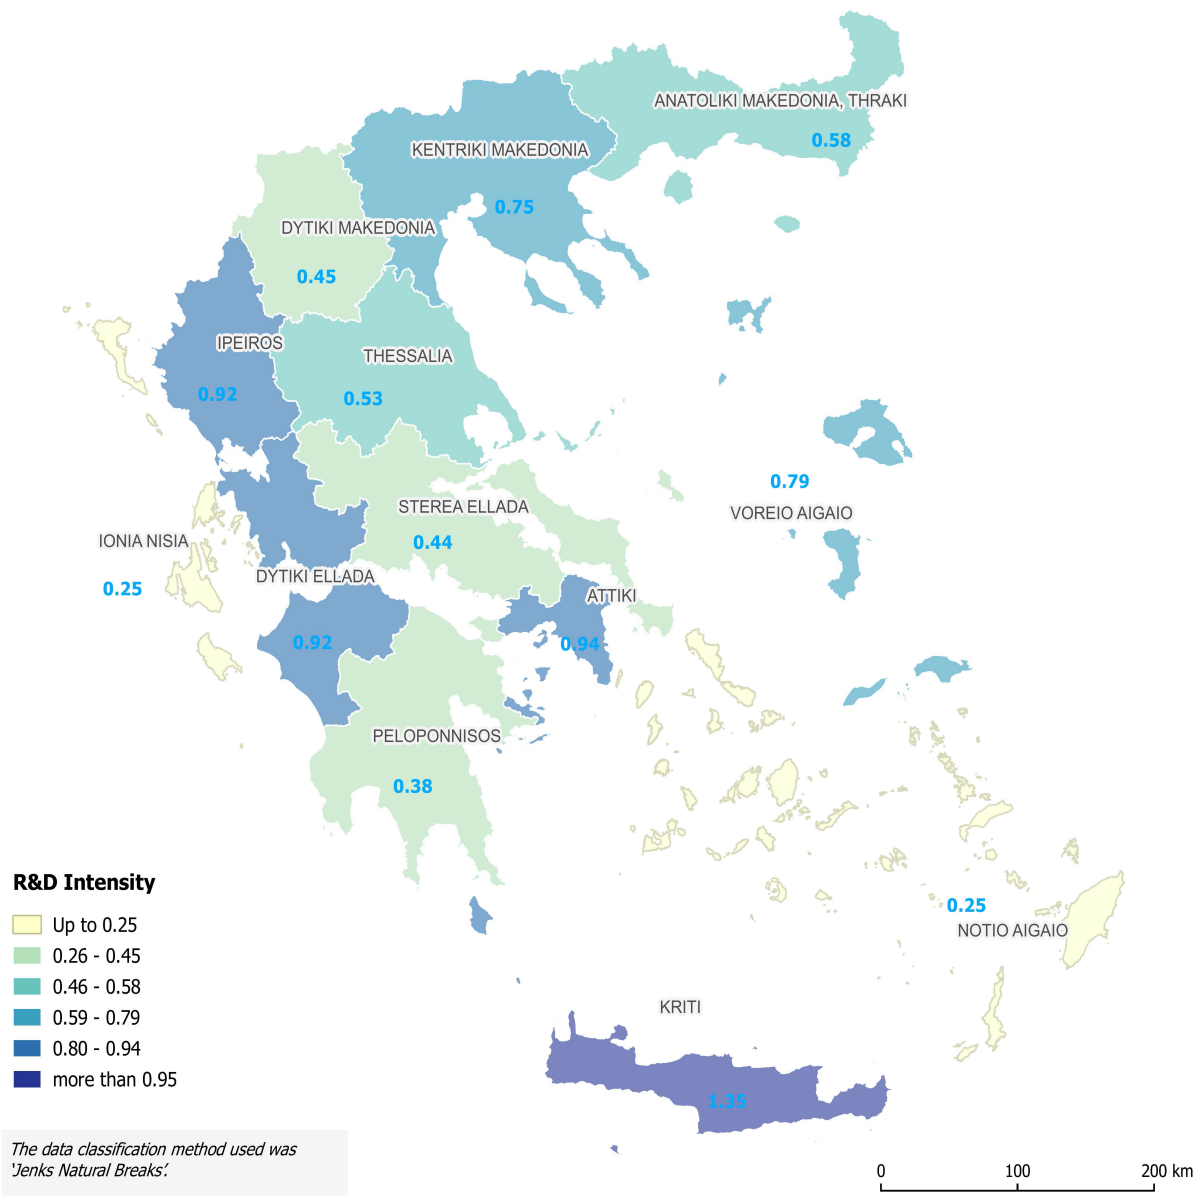 ANATOLIKI MAKEDONIA, THRAKI
0.58
KENTRIKI MAKEDONIA
0.75
DYTIKI MAKEDONIA
0.45
IPEIROS
0.92
THESSALIA
0.53
0.79
VOREIO AIGAIO
STEREA ELLADA
0.44
IONIA NISIA
0.25
DYTIKI ELLADA
0.92
ATTIKI
0.94
PELOPONNISOS
0.38
0.25
NOTIO AIGAIO
KRITI
1.35
R&D Intensity
Up to 0.25
0.26 - 0.45
0.46 - 0.58
0.59 - 0.79
0.80 - 0.94
more than 0.95
The data classification method used was
'Jenks Natural Breaks'.
0 100 200 km